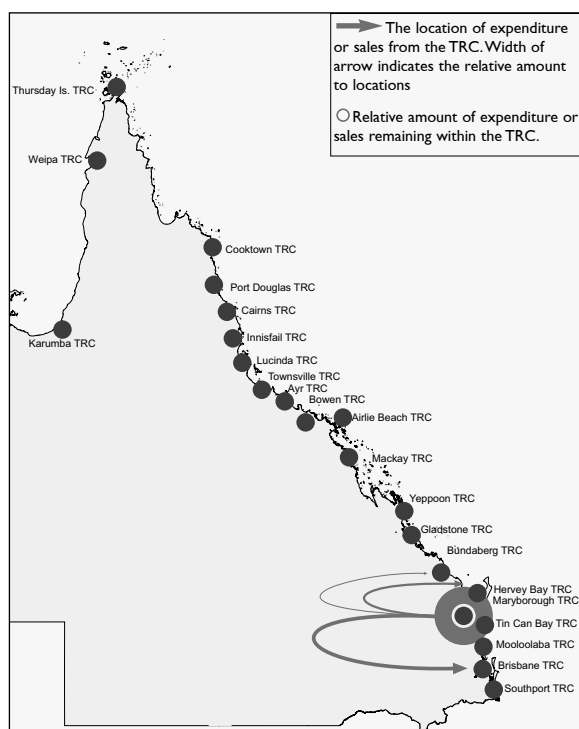 The location of expenditure
or sales from the TRC. Width of
arrow indicates the relative amount
to locations
Relative amount of expenditure or
sales remaining within the TRC.
Thursday Is. TRC
Weipa TRC
Cooktown TRC
Port Douglas TRC
Cairns TRC
Karumba TRC
Innisfail TRC
Lucinda TRC
Townsville TRC
Ayr TRC
Bowen TRC
Airlie Beach TRC
Mackay TRC
Yeppoon TRC
Gladstone TRC
Bundaberg TRC
Hervey Bay TRC
Maryborough TRC
Tin Can Bay TRC
Mooloolaba TRC
Brisbane TRC
Southport TRC